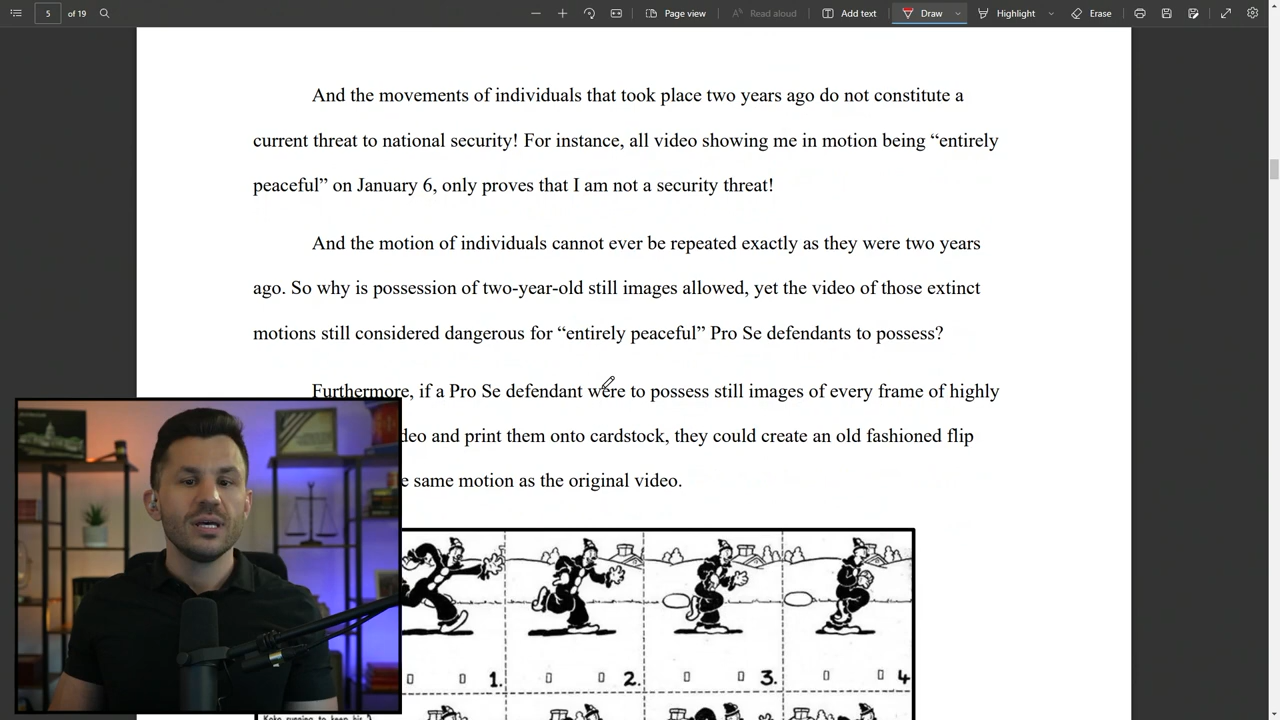 5 of 19 Page view Read aloud Add text Draw Highlight Erase
And the movements of individuals that took place two years ago do not constitute a
current threat to national security! For instance, all video showing me in motion being “entirely
peaceful” on January 6, only proves that I am not a security threat!
And the motion of individuals cannot ever be repeated exactly as they were two years
ago. So why is possession of two-year-old still images allowed, yet the video of those extinct
motions still considered dangerous for “entirely peaceful” Pro Se defendants to possess?
Furthermore, if a Pro Se defendant were to possess still images of every frame of highly
deo and print them onto cardstock, they could create an old fashioned flip
e same motion as the original video.
1. 2. 3. 4
Koko running to keep his